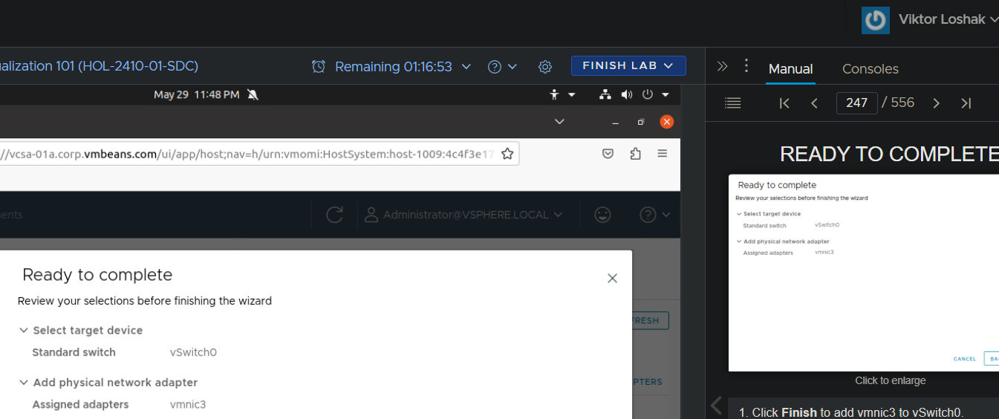 Viktor Loshak
alization 101 (HOL-2410-01-SDC)
Remaining 01:16:53
FINISH LAB
Manual
Consoles
May 29 11:48 PM
247 / 556
//vcsa-01a.corp.vmbeans.com/ui/app/host;nav=h/urn:vmomi:HostSystem:host-1009:4c4f3e17
ents
Administrator@VSPHERE.LOCAL
Ready to complete
Review your selections before finishing the wizard
Select target device
Standard switch vSwitch0
Add physical network adapter
Assigned adapters vmnic3
FRESH
PTERS
READY TO COMPLETE
Ready to complete
Review your selections before finishing the wizard
Select target device
Standard switch vSwitch0
Add physical network adapter
Assigned adapters vmnic3
CANCEL
BA
Click to enlarge
1. Click Finish to add vmnic3 to vSwitch0.